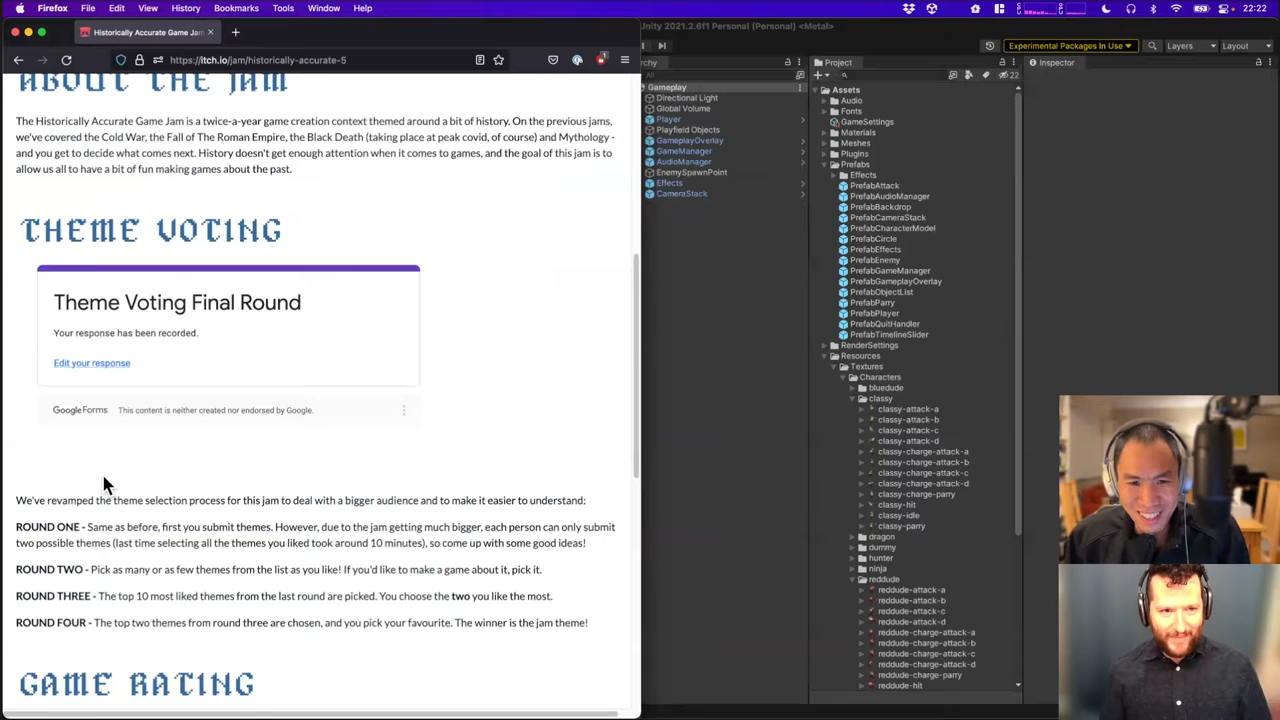 Firefox File Edit View History Bookmarks Tools Window Help
22:22
Historically Accurate Game Jam
Unity 2021.2.6f1 Personal (Personal) <Metal>
https://itch.io/jam/historically-accurate-5
Experimental Packages In Use
Layers
Layout
ABOUT THE JAM
The Historically Accurate Game Jam is a twice-a-year game creation context themed around a bit of history. On the previous jams,
we've covered the Cold War, the Fall of The Roman Empire, the Black Death (taking place at peak covid, of course) and Mythology -
and you get to decide what comes next. History doesn't get enough attention when it comes to games, and the goal of this jam is to
allow us all to have a bit of fun making games about the past.
THEME VOTING
Theme Voting Final Round
Your response has been recorded.
Edit your response
Google Forms This content is neither created nor endorsed by Google.
We've revamped the theme selection process for this jam to deal with a bigger audience and to make it easier to understand:
ROUND ONE - Same as before, first you submit themes. However, due to the jam getting much bigger, each person can only submit
two possible themes (last time selecting all the themes you liked took around 10 minutes), so come up with some good ideas!
ROUND TWO - Pick as many or as few themes from the list as you like! If you'd like to make a game about it, pick it.
ROUND THREE - The top 10 most liked themes from the last round are picked. You choose the two you like the most.
ROUND FOUR - The top two themes from round three are chosen, and you pick your favourite. The winner is the jam theme!
GAME RATING
rchy
All
Gameplay
Directional Light
Global Volume
Player
Playfield Objects
GameplayOverlay
GameManager
AudioManager
EnemySpawnPoint
Effects
CameraStack
Project
22
Assets
Audio
Fonts
GameSettings
Materials
Meshes
Plugins
Prefabs
Effects
PrefabAttack
PrefabAudioManager
PrefabBackdrop
PrefabCameraStack
PrefabCharacterModel
PrefabCircle
PrefabEffects
PrefabEnemy
PrefabGameManager
PrefabGameplayOverlay
PrefabObjectList
PrefabParry
PrefabPlayer
PrefabQuitHandler
PrefabTimelineSlider
RenderSettings
Resources
Textures
Characters
bluedude
classy
classy-attack-a
classy-attack-b
classy-attack-c
classy-attack-d
classy-charge-attack-a
classy-charge-attack-b
classy-charge-attack-c
classy-charge-attack-d
classy-charge-parry
classy-hit
classy-idle
classy-parry
dragon
dummy
hunter
ninja
reddude
reddude-attack-a
reddude-attack-b
reddude-attack-c
reddude-attack-d
reddude-charge-attack-a
reddude-charge-attack-b
reddude-charge-attack-c
reddude-charge-attack-d
reddude-charge-parry
reddude-hit
Inspector